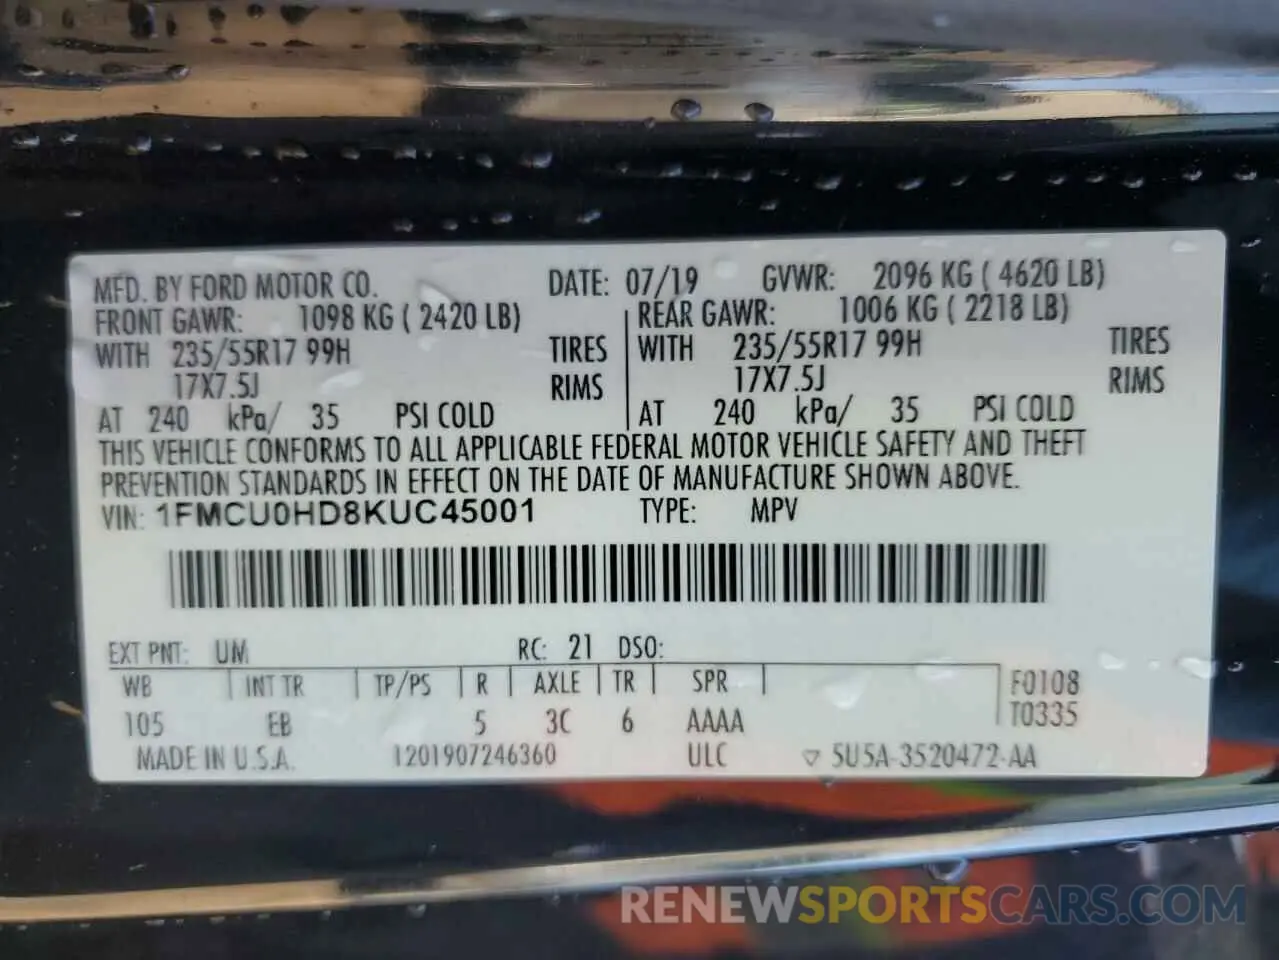 MFD. BY FORD MOTOR CO. DATE: 07/19 GVWR: 2096 KG ( 4620 LB)
FRONT GAWR: 1098 KG ( 2420 LB) REAR GAWR: 1006 KG ( 2218 LB)
WITH 235/55R17 99H TIRES WITH 235/55R17 99H TIRES
17X7.5J RIMS 17X7.5J RIMS
AT 240 kPa/ 35 PSI COLD AT 240 kPa/ 35 PSI COLD
THIS VEHICLE CONFORMS TO ALL APPLICABLE FEDERAL MOTOR VEHICLE SAFETY AND THEFT
PREVENTION STANDARDS IN EFFECT ON THE DATE OF MANUFACTURE SHOWN ABOVE.
VIN: 1FMCU0HD8KUC45001 TYPE: MPV
EXT PNT: UM RC: 21 DSO:
WB INT TR TP/PS R AXLE TR SPR F0108
105 EB 5 3C 6 AAAA T0335
MADE IN U.S.A. 1201907246360 ULC ▽ 5U5A-3520472-AA
RENEWSPORTSCARS.COM